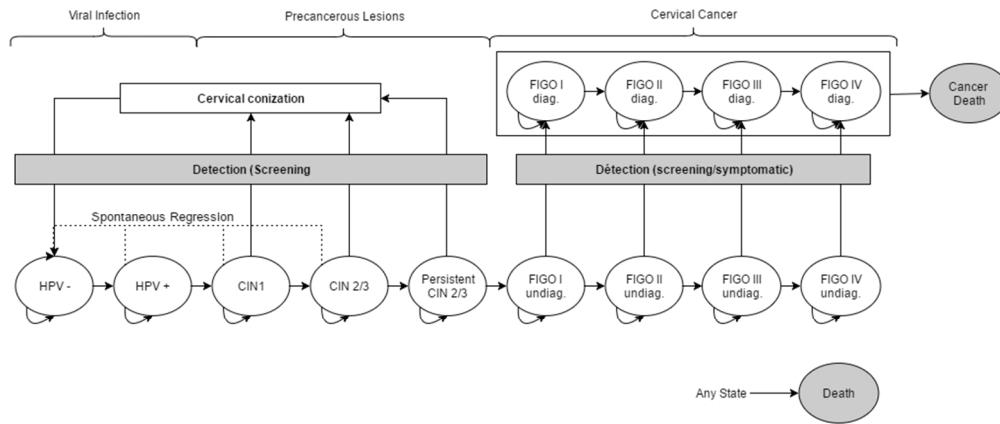 Viral Infection
Precancerous Lesions
Cervical Cancer
FIGO I
diag.
FIGO II
diag.
FIGO III
diag.
FIGO IV
diag.
Cancer
Death
Cervical conization
Detection (Screening
Détection (screening/symptomatic)
Spontaneous Regression
HPV -
HPV +
CIN1
CIN 2/3
Persistent
CIN 2/3
FIGO I
undiag.
FIGO II
undiag.
FIGO III
undiag.
FIGO IV
undiag.
Any State
Death